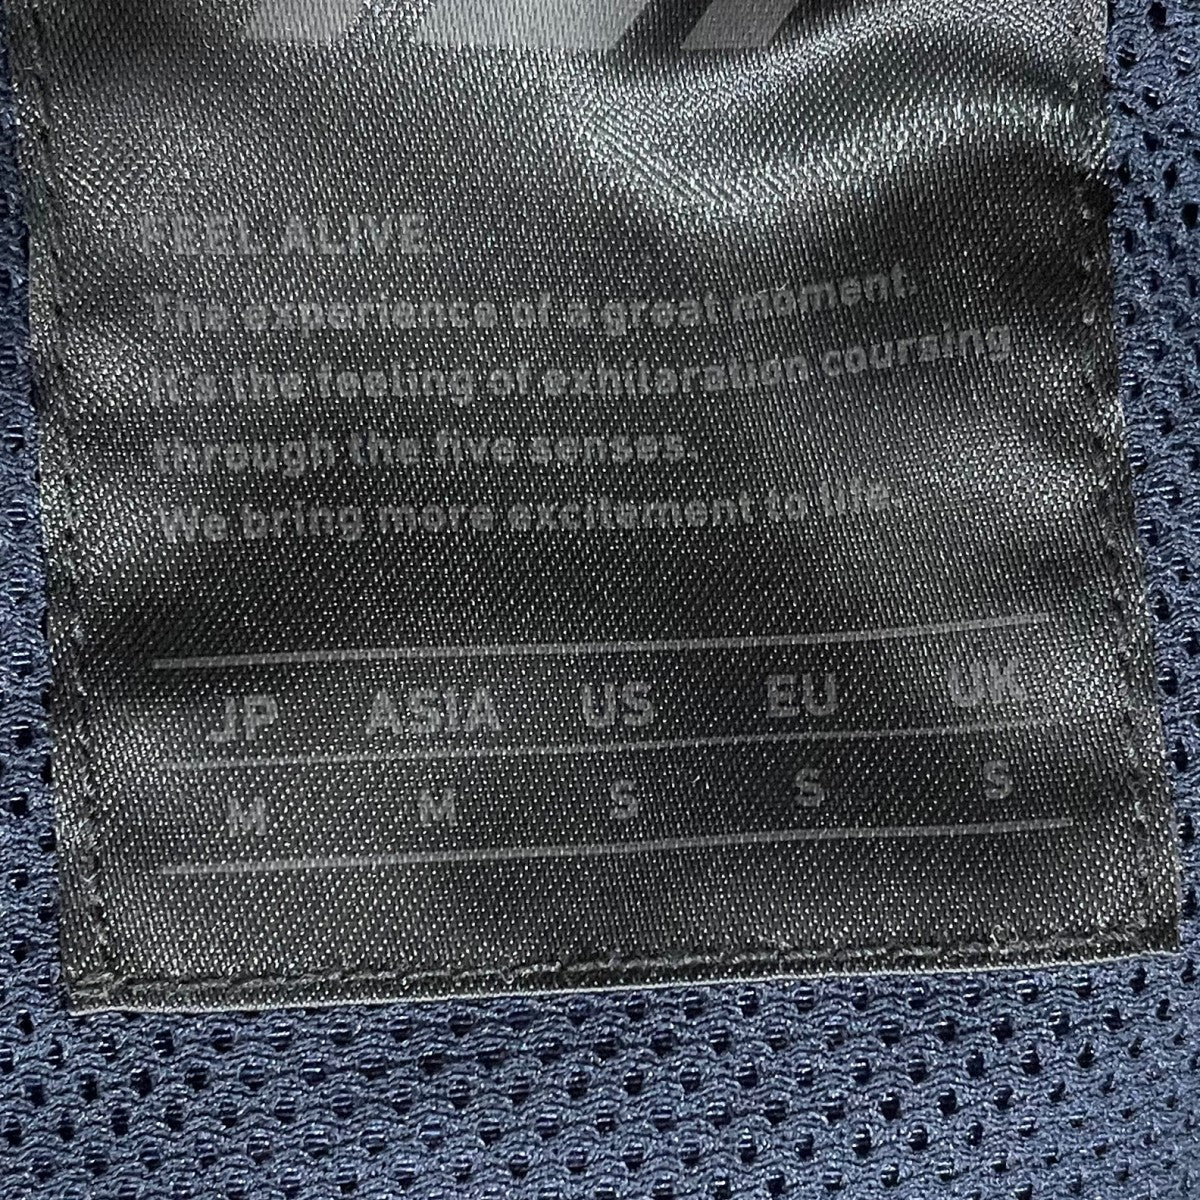 FEEL ALIVE.
The experience of a great moment.
It's the feeling of exhilaration coursing
through the five senses.
We bring more excitement to life.
JP ASIA US EU UK
M M S S S